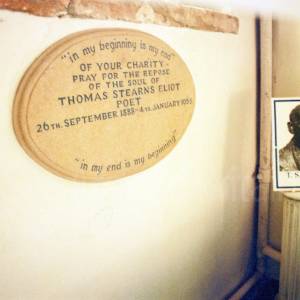 "in my beginning is my end"
OF YOUR CHARITY
PRAY FOR THE REPOSE
OF THE SOUL OF
THOMAS STEARNS ELIOT
POET
26TH. SEPTEMBER 1888-4TH. JANUARY 1965
"in my end is my beginning"
T. S